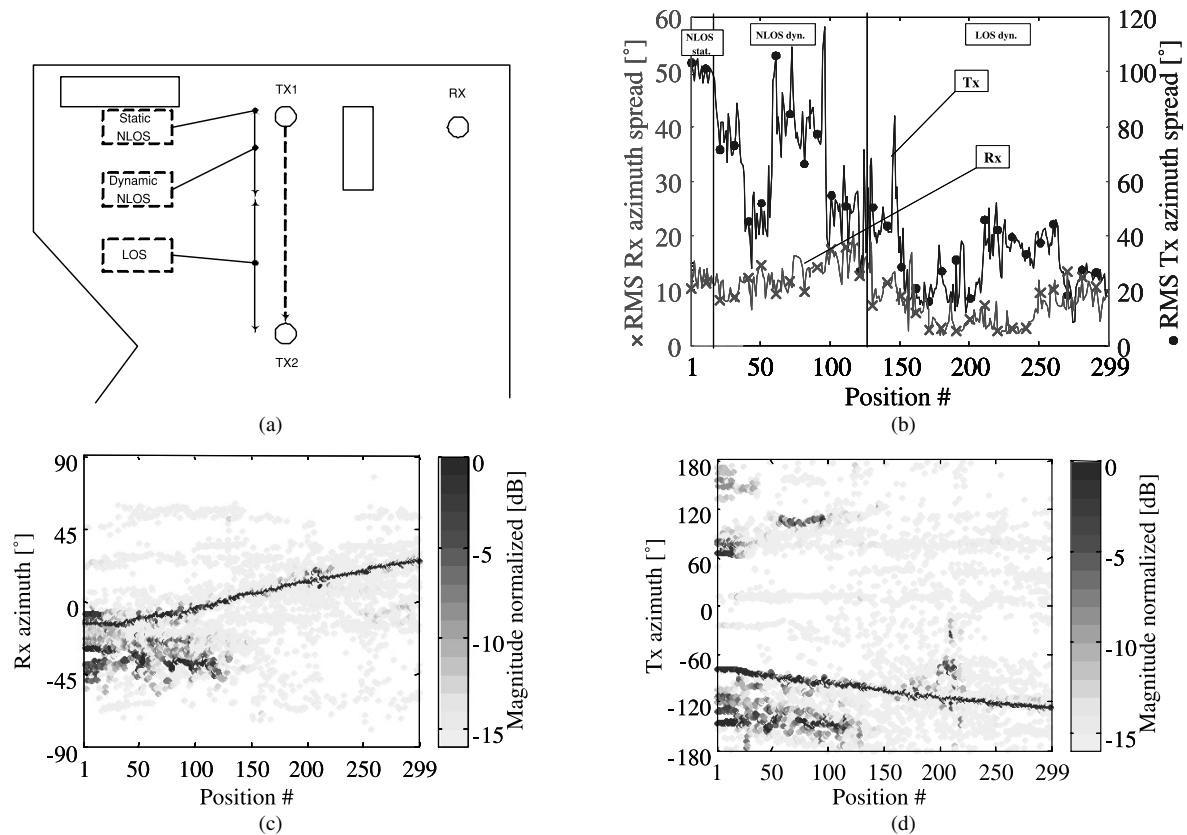 TX1
RX
Static
NLOS
Dynamic
NLOS
LOS
TX2
(a)
60
50
40
30
20
10
0
× RMS Rx azimuth spread [°]
NLOS
stat.
NLOS dyn.
LOS dyn.
Tx
Rx
120
100
80
60
40
20
0
● RMS Tx azimuth spread [°]
1
50
100
150
200
250
299
Position #
(b)
90
45
0
-45
-90
Rx azimuth [°]
1
50
100
150
200
250
299
Position #
0
-5
-10
-15
Magnitude normalized [dB]
(c)
180
120
60
0
-60
-120
-180
Tx azimuth [°]
1
50
100
150
200
250
299
Position #
0
-5
-10
-15
Magnitude normalized [dB]
(d)